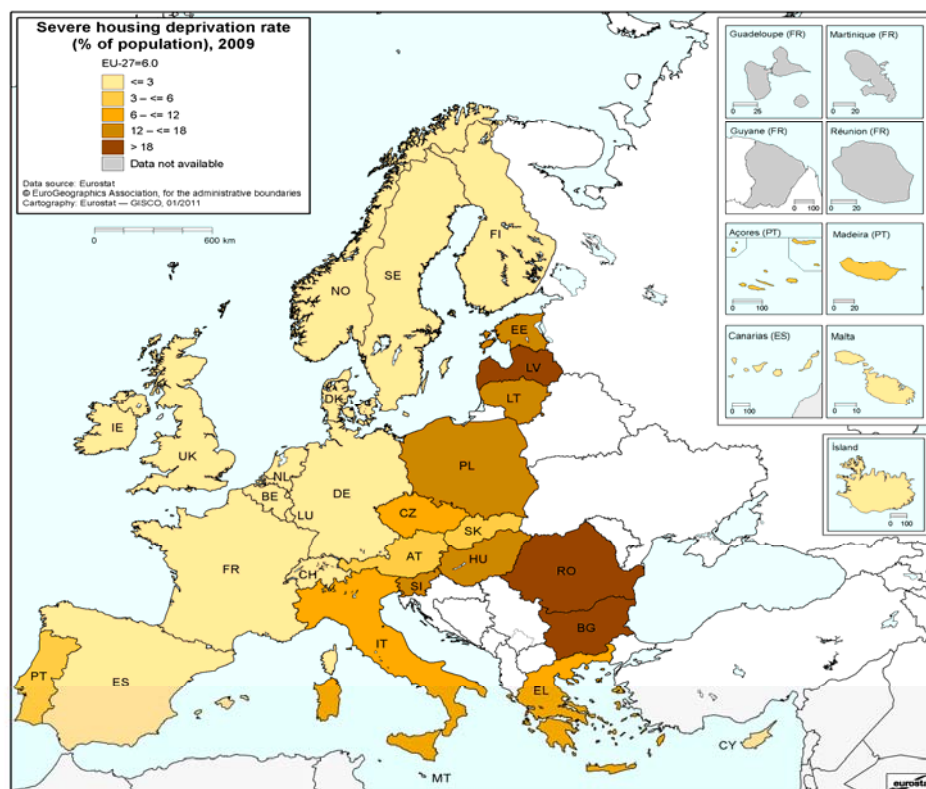 Severe housing deprivation rate
(% of population), 2009
EU-27=6.0
<= 3
3 – <= 6
6 – <= 12
12 – <= 18
> 18
Data not available
Data source: Eurostat
© EuroGeographics Association, for the administrative boundaries
Cartography: Eurostat — GISCO, 01/2011
0 600 km
Guadeloupe (FR)
0 25
Martinique (FR)
0 20
Guyane (FR)
0 100
Réunion (FR)
0 20
Açores (PT)
0 100
Madeira (PT)
0 20
Canarias (ES)
0 100
Malta
0 10
Ísland
0 100
FI
SE
NO
EE
LV
LT
DK
IE
UK
NL
BE
DE
LU
PL
CZ
SK
AT
HU
FR
CH
SI
RO
BG
IT
PT
ES
EL
CY
MT
eurostat